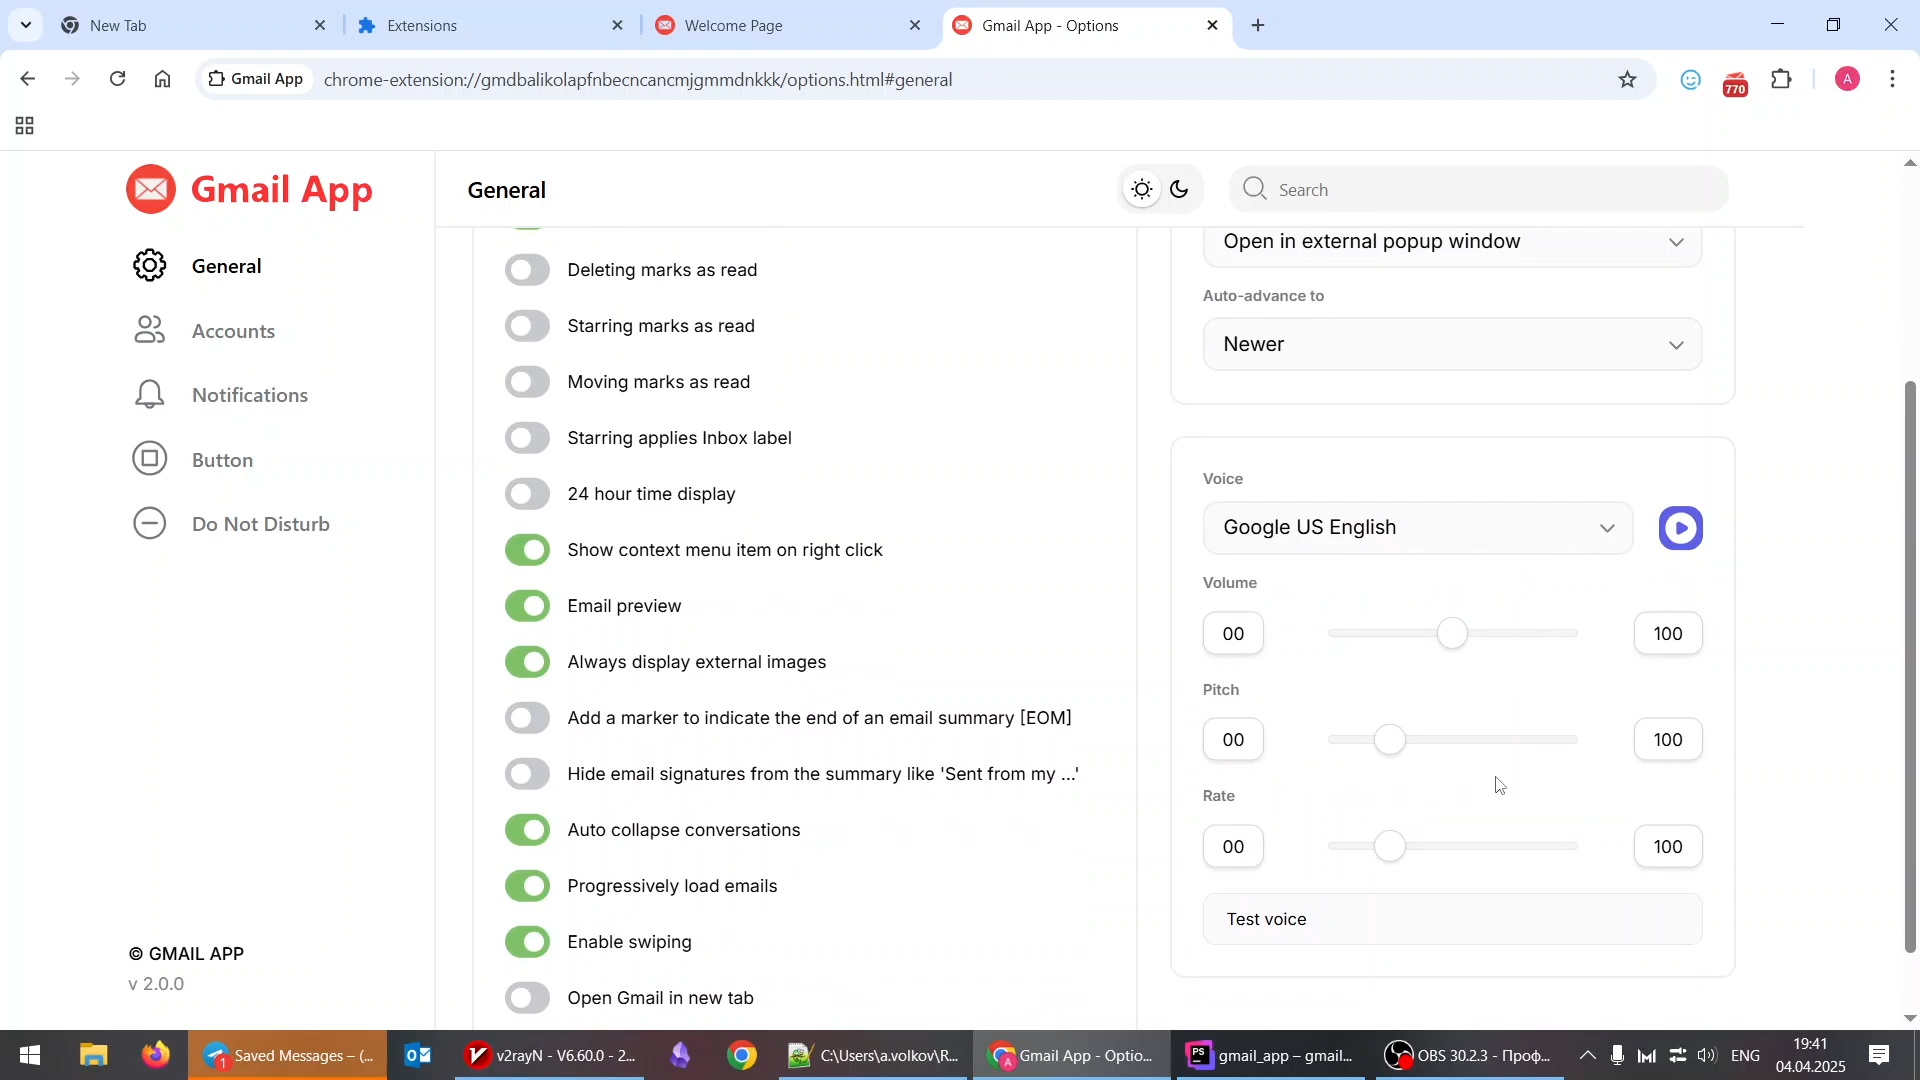 New Tab
Extensions
Welcome Page
Gmail App - Options
Gmail App
chrome-extension://gmdbalikolapfnbecncancmjgmmdnkkk/options.html#general
770
A
Gmail App
General
Search
General
Accounts
Notifications
Button
Do Not Disturb
© GMAIL APP
v 2.0.0
Deleting marks as read
Starring marks as read
Moving marks as read
Starring applies Inbox label
24 hour time display
Show context menu item on right click
Email preview
Always display external images
Add a marker to indicate the end of an email summary [EOM]
Hide email signatures from the summary like 'Sent from my ...'
Auto collapse conversations
Progressively load emails
Enable swiping
Open Gmail in new tab
Open in external popup window
Auto-advance to
Newer
Voice
Google US English
Volume
00
100
Pitch
00
100
Rate
00
100
Test voice
1
Saved Messages – (...
v2rayN - V6.60.0 - 2...
C:\Users\a.volkov\R...
A
Gmail App - Optio...
PS
gmail_app – gmail...
OBS 30.2.3 - Проф...
ENG
19:41
04.04.2025